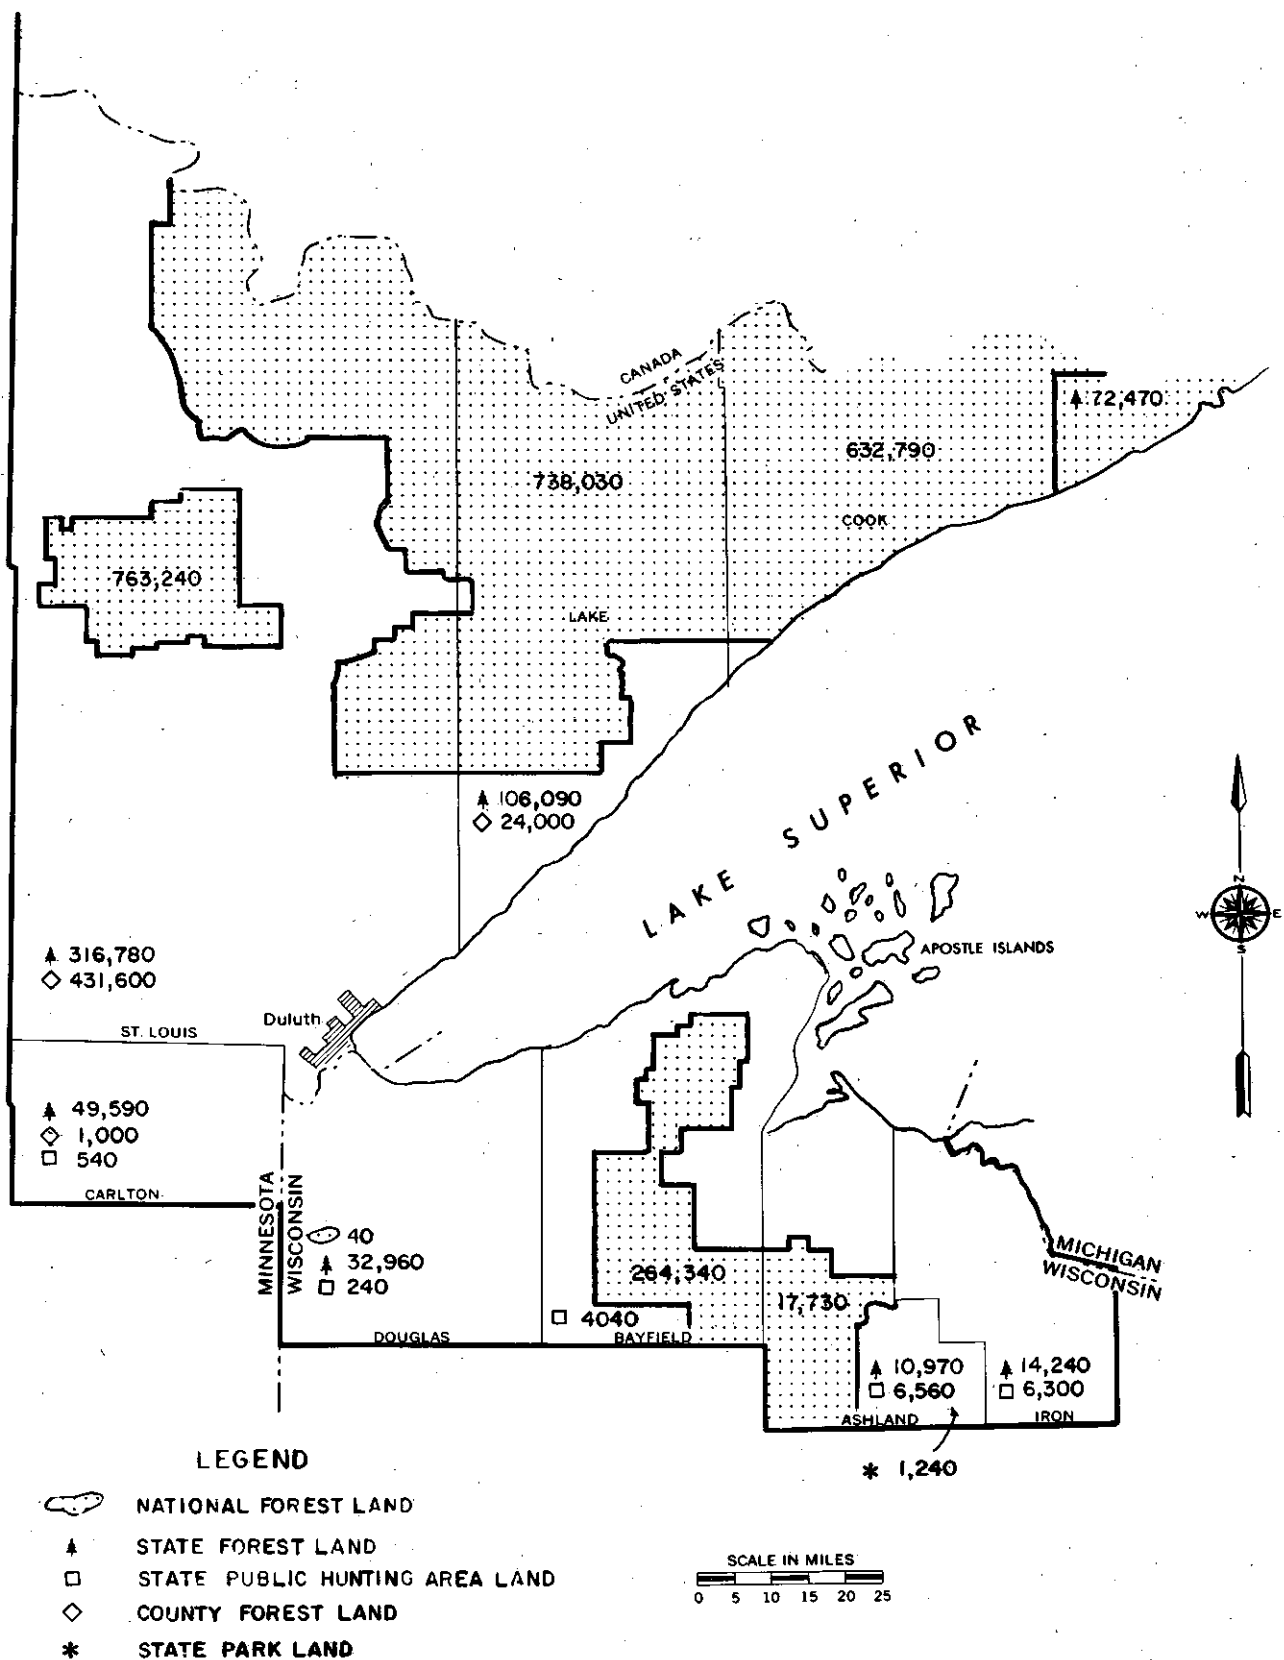 CANADA
UNITED STATES
72,470
632,790
738,030
COOK
763,240
LAKE
LAKE SUPERIOR
106,090
24,000
N
W E
S
APOSTLE ISLANDS
316,780
431,600
Duluth
ST. LOUIS
49,590
1,000
540
CARLTON
MINNESOTA
WISCONSIN
40
32,960
240
MICHIGAN
WISCONSIN
264,340
17,730
4040
DOUGLAS
BAYFIELD
10,970
6,560
14,240
6,300
ASHLAND
IRON
* 1,240
LEGEND
NATIONAL FOREST LAND
STATE FOREST LAND
STATE PUBLIC HUNTING AREA LAND
COUNTY FOREST LAND
* STATE PARK LAND
SCALE IN MILES
0 5 10 15 20 25